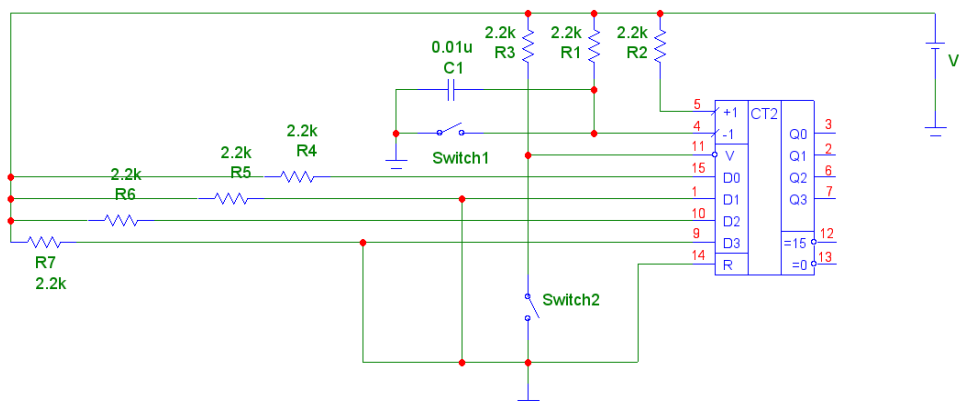 2.2k
R3
2.2k
R1
2.2k
R2
0.01u
C1
V
5
+1
CT2
4
-1
Q0
3
Switch1
11
V
Q1
2
2.2k
R4
15
D0
Q2
6
2.2k
R5
1
D1
Q3
7
2.2k
R6
10
D2
9
D3
=15
12
R7
2.2k
14
R
=0
13
Switch2